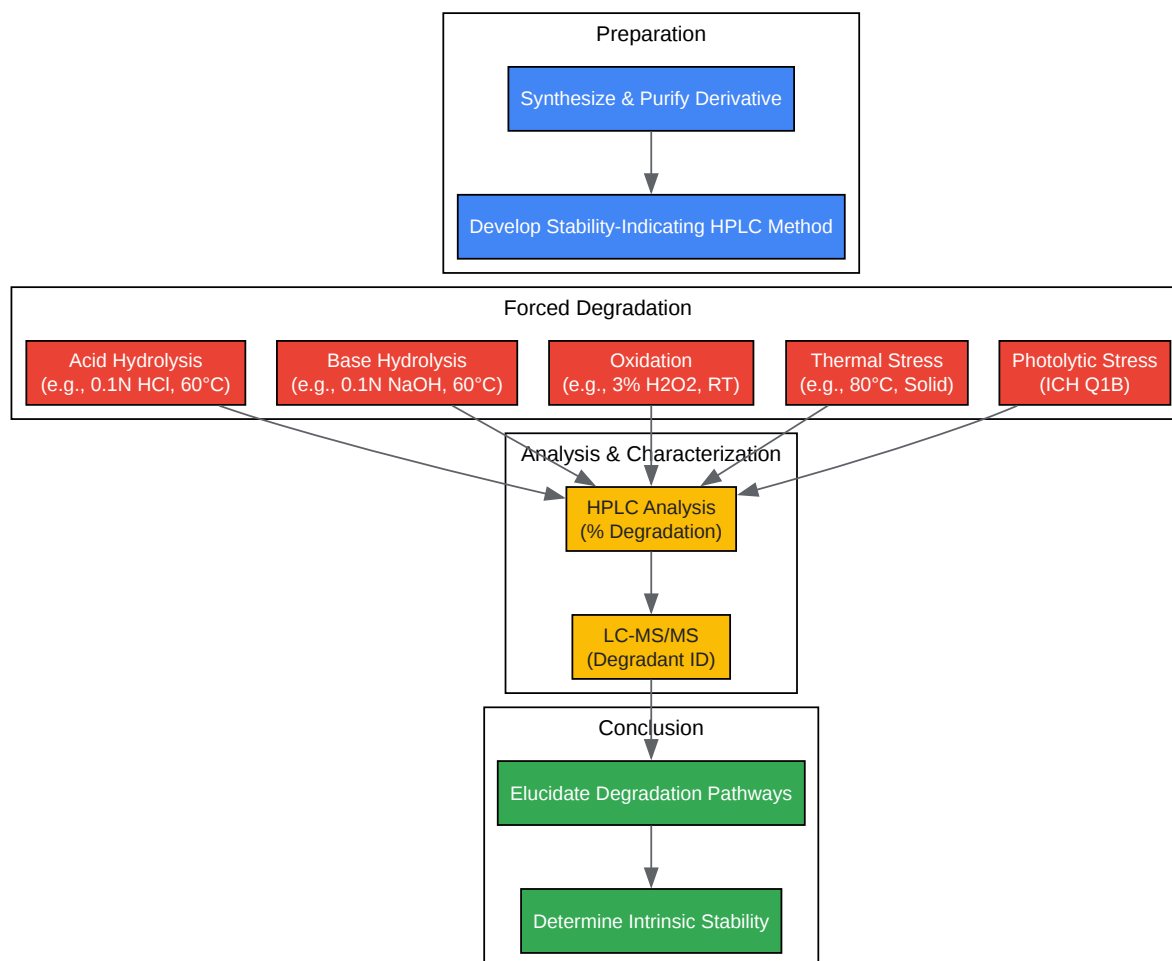 Preparation
Synthesize & Purify Derivative
Develop Stability-Indicating HPLC Method
Forced Degradation
Acid Hydrolysis
(e.g., 0.1N HCl, 60°C)
Base Hydrolysis
(e.g., 0.1N NaOH, 60°C)
Oxidation
(e.g., 3% H2O2, RT)
Thermal Stress
(e.g., 80°C, Solid)
Photolytic Stress
(ICH Q1B)
Analysis & Characterization
HPLC Analysis
(% Degradation)
LC-MS/MS
(Degradant ID)
Conclusion
Elucidate Degradation Pathways
Determine Intrinsic Stability